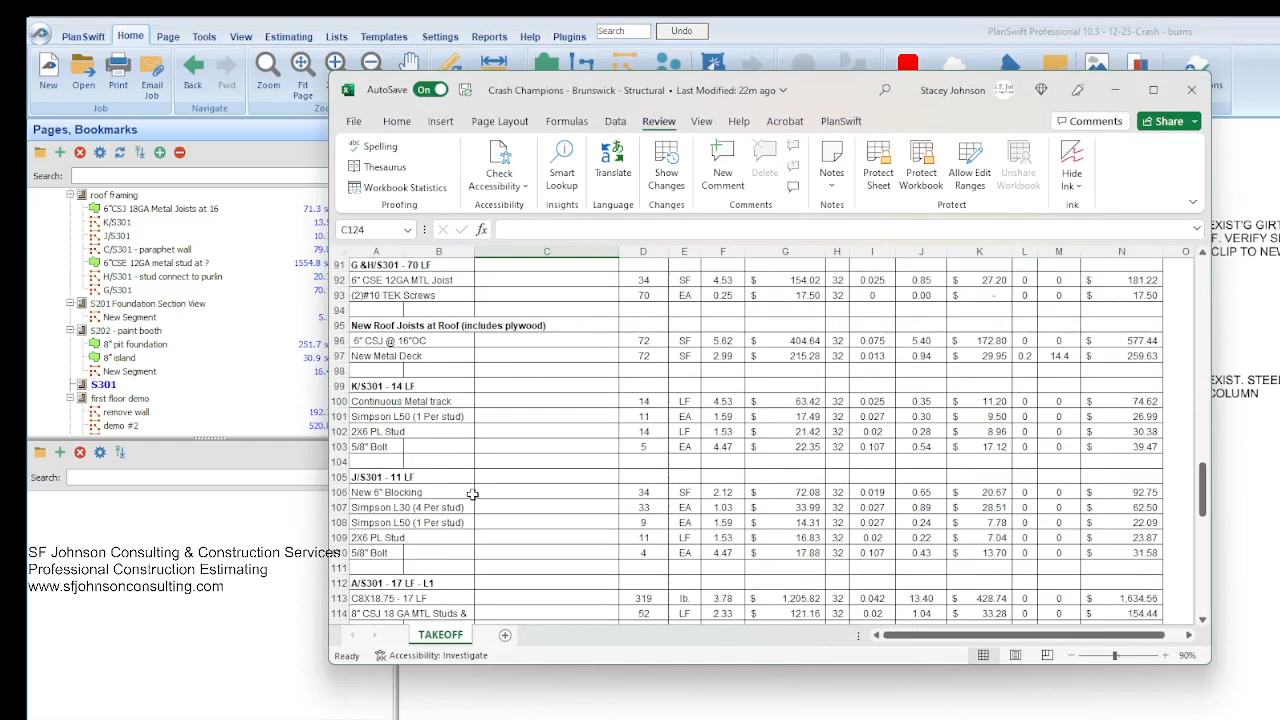 PlanSwift Home Page Tools View Estimating Lists Templates Settings Reports Help Plugins Search Undo PlanSwift Professional 10.3 - 12-25-Crash - burns
New Open Print Email Job Back Fwd Zoom Fit Page
Job Navigate
Pages, Bookmarks
Search:
roof framing
6"CSJ 18GA Metal Joists at 16 71.3
K/S301 13.
J/S301 10.
C/S301 - paraphet wall 79.
6"CSJ 12GA metal stud at ? 1554.8
H/S301 - stud connect to purlin 20.
G/S301 70.
S201 Foundation Section View
New Segment 5.
S202 - paint booth
8" pit foundation 251.7
8" island 30.9
New Segment 16.
S301
first floor demo
remove wall 192.
demo #2 520.
Search:
SF Johnson Consulting & Construction Services
Professional Construction Estimating
www.sfjohnsonconsulting.com
AutoSave On Crash Champions - Brunswick - Structural • Last Modified: 22m ago Stacey Johnson
File Home Insert Page Layout Formulas Data Review View Help Acrobat PlanSwift Comments Share
Spelling
Thesaurus
Workbook Statistics
Proofing
Check Accessibility
Accessibility
Smart Lookup
Insights
Translate
Language
Show Changes
Changes
New Comment Delete
Comments
Notes
Notes
Protect Sheet Protect Workbook Allow Edit Ranges Unshare Workbook
Protect
Hide Ink
Ink
C124 fx
A B C D E F G H I J K L M N O
91 G &H/S301 - 70 LF
92 6" CSE 12GA MTL Joist 34 SF 4.53 $ 154.02 32 0.025 0.85 $ 27.20 0 0 $ 181.22
93 (2)#10 TEK Screws 70 EA 0.25 $ 17.50 32 0 0.00 $ - 0 0 $ 17.50
94
95 New Roof Joists at Roof (includes plywood)
96 6" CSJ @ 16"OC 72 SF 5.62 $ 404.64 32 0.075 5.40 $ 172.80 0 0 $ 577.44
97 New Metal Deck 72 SF 2.99 $ 215.28 32 0.013 0.94 $ 29.95 0.2 14.4 $ 259.63
98
99 K/S301 - 14 LF
100 Continuous Metal track 14 LF 4.53 $ 63.42 32 0.025 0.35 $ 11.20 0 0 $ 74.62
101 Simpson L50 (1 Per stud) 11 EA 1.59 $ 17.49 32 0.027 0.30 $ 9.50 0 0 $ 26.99
102 2X6 PL Stud 14 LF 1.53 $ 21.42 32 0.02 0.28 $ 8.96 0 0 $ 30.38
103 5/8" Bolt 5 EA 4.47 $ 22.35 32 0.107 0.54 $ 17.12 0 0 $ 39.47
104
105 J/S301 - 11 LF
106 New 6" Blocking 34 SF 2.12 $ 72.08 32 0.019 0.65 $ 20.67 0 0 $ 92.75
107 Simpson L30 (4 Per stud) 33 EA 1.03 $ 33.99 32 0.027 0.89 $ 28.51 0 0 $ 62.50
108 Simpson L50 (1 Per stud) 9 EA 1.59 $ 14.31 32 0.027 0.24 $ 7.78 0 0 $ 22.09
109 2X6 PL Stud 11 LF 1.53 $ 16.83 32 0.02 0.22 $ 7.04 0 0 $ 23.87
110 5/8" Bolt 4 EA 4.47 $ 17.88 32 0.107 0.43 $ 13.70 0 0 $ 31.58
111
112 A/S301 - 17 LF - L1
113 C8X18.75 - 17 LF 319 lb. 3.78 $ 1,205.82 32 0.042 13.40 $ 428.74 0 0 $ 1,634.56
114 8" CSJ 18 GA MTL Studs & 52 LF 2.33 $ 121.16 32 0.02 1.04 $ 33.28 0 0 $ 154.44
TAKEOFF
Ready Accessibility: Investigate 90%
EXIST'G GIRT
F. VERIFY S
CLIP TO NEW
EXIST. STEE
COLUMN